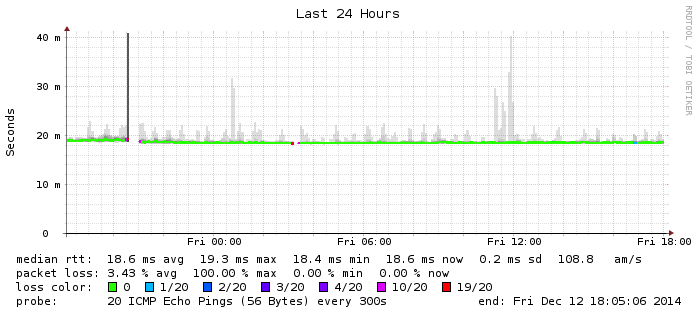 Last 24 Hours
RRDTOOL / TOBI OETIKER
Seconds
40 m
30 m
20 m
10 m
0
Fri 00:00 Fri 06:00 Fri 12:00 Fri 18:00
median rtt: 18.6 ms avg 19.3 ms max 18.4 ms min 18.6 ms now 0.2 ms sd 108.8 am/s
packet loss: 3.43 % avg 100.00 % max 0.00 % min 0.00 % now
loss color: 0 1/20 2/20 3/20 4/20 10/20 19/20
probe: 20 ICMP Echo Pings (56 Bytes) every 300s end: Fri Dec 12 18:05:06 2014